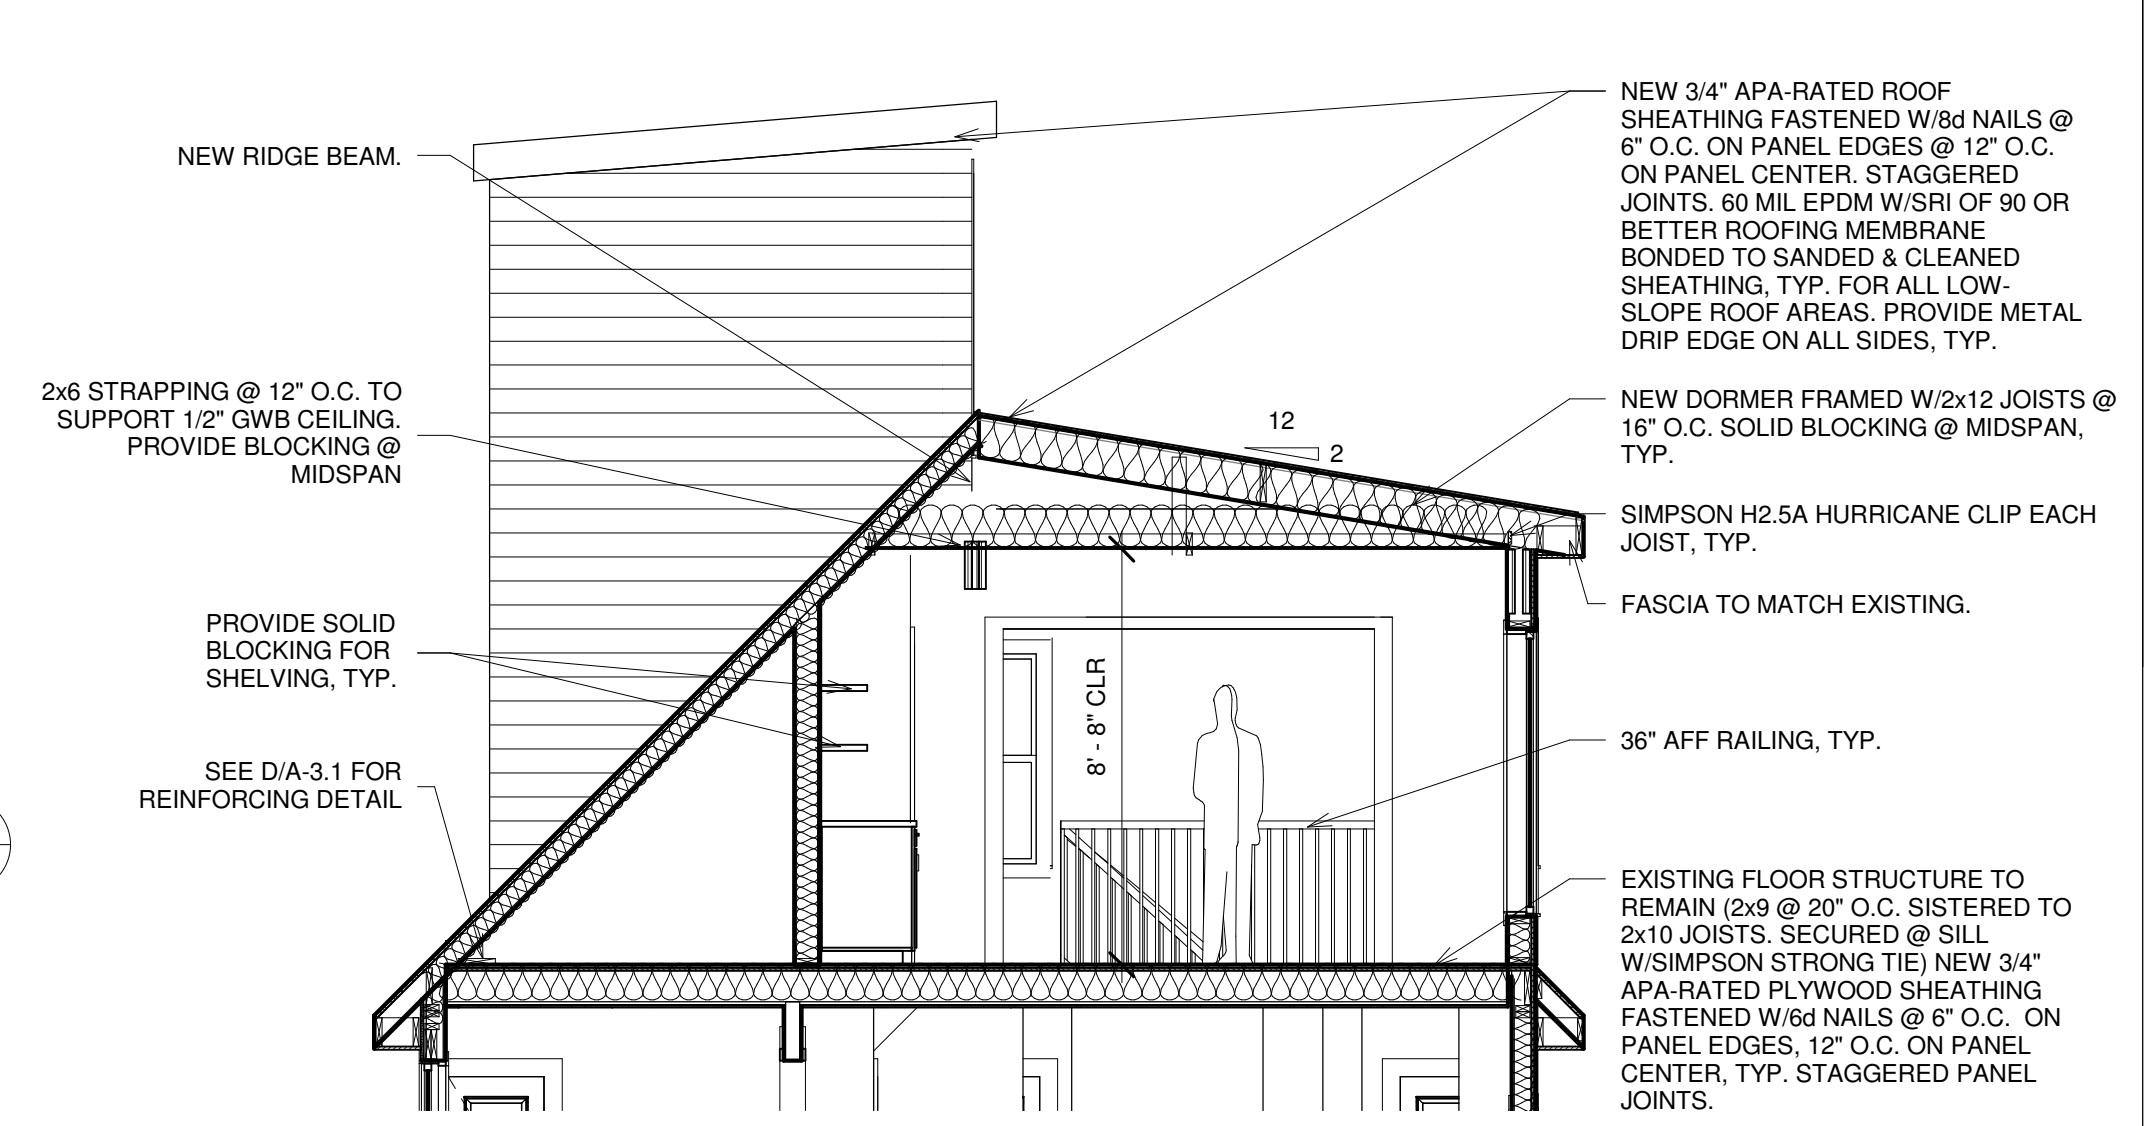 NEW RIDGE BEAM.
2x6 STRAPPING @ 12" O.C. TO
SUPPORT 1/2" GWB CEILING.
PROVIDE BLOCKING @
MIDSPAN
PROVIDE SOLID
BLOCKING FOR
SHELVING, TYP.
SEE D/A-3.1 FOR
REINFORCING DETAIL
12
2
8' - 8" CLR
NEW 3/4" APA-RATED ROOF
SHEATHING FASTENED W/8d NAILS @
6" O.C. ON PANEL EDGES @ 12" O.C.
ON PANEL CENTER. STAGGERED
JOINTS. 60 MIL EPDM W/SRI OF 90 OR
BETTER ROOFING MEMBRANE
BONDED TO SANDED & CLEANED
SHEATHING, TYP. FOR ALL LOW-
SLOPE ROOF AREAS. PROVIDE METAL
DRIP EDGE ON ALL SIDES, TYP.
NEW DORMER FRAMED W/2x12 JOISTS @
16" O.C. SOLID BLOCKING @ MIDSPAN,
TYP.
SIMPSON H2.5A HURRICANE CLIP EACH
JOIST, TYP.
FASCIA TO MATCH EXISTING.
36" AFF RAILING, TYP.
EXISTING FLOOR STRUCTURE TO
REMAIN (2x9 @ 20" O.C. SISTERED TO
2x10 JOISTS. SECURED @ SILL
W/SIMPSON STRONG TIE) NEW 3/4"
APA-RATED PLYWOOD SHEATHING
FASTENED W/6d NAILS @ 6" O.C.  ON
PANEL EDGES, 12" O.C. ON PANEL
CENTER, TYP. STAGGERED PANEL
JOINTS.